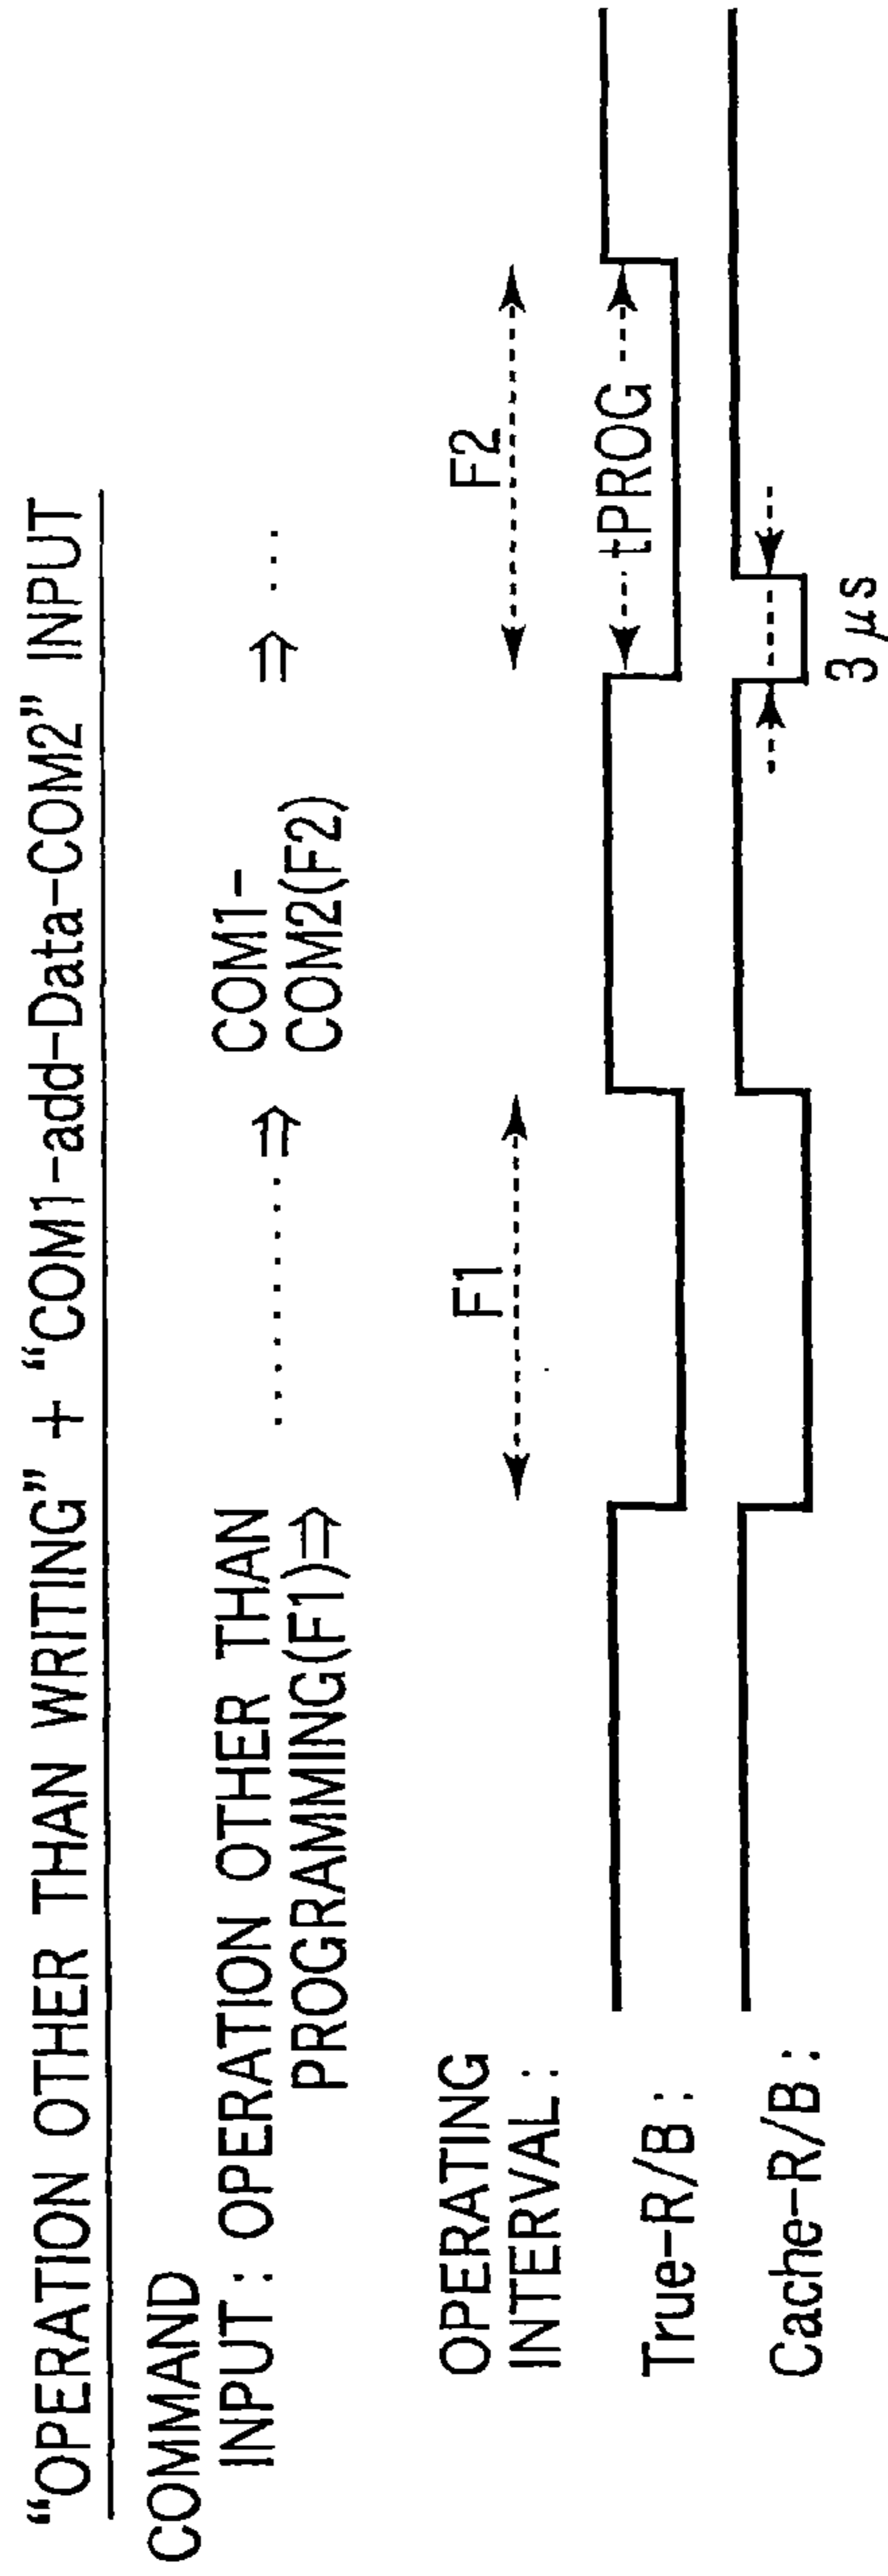 “OPERATION OTHER THAN WRITING” + “COM1-add-Data-COM2” INPUT
COMMAND
INPUT : OPERATION OTHER THAN
PROGRAMMING(F1)⇒ ·········⇒ COM1-
COM2(F2) ⇒ ···
OPERATING
INTERVAL :
F1
F2
True-R/B :
tPROG
Cache-R/B :
3 μs